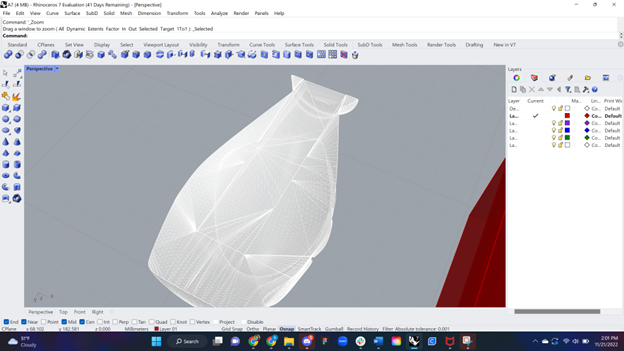 A7 (4 MB) - Rhinoceros 7 Evaluation (41 Days Remaining) - [Perspective]
File Edit View Curve Surface SubD Solid Mesh Dimension Transform Tools Analyze Render Panels Help
Command: '_Zoom
Drag a window to zoom ( All Dynamic Extents Factor In Out Selected Target 1To1 ): _Selected
Command:
Standard CPlanes Set View Display Select Viewport Layout Visibility Transform Curve Tools Surface Tools Solid Tools SubD Tools Mesh Tools Render Tools Drafting New in V7
Perspective
Layers
Layer Current Ma... Lin... Print Wi
De... Co... Default
La... Co... Default
La... Co... Default
La... Co... Default
La... Co... Default
La... Co... Default
Perspective Top Front Right
End Near Point Mid Cen Int Perp Tan Quad Knot Vertex Project Disable
CPlane x 68.102 y 182.581 z 0.000 Millimeters Layer 01 Grid Snap Ortho Planar Osnap SmartTrack Gumball Record History Filter Absolute tolerance: 0.001
51°F
Cloudy
Search
2:01 PM
11/21/2022